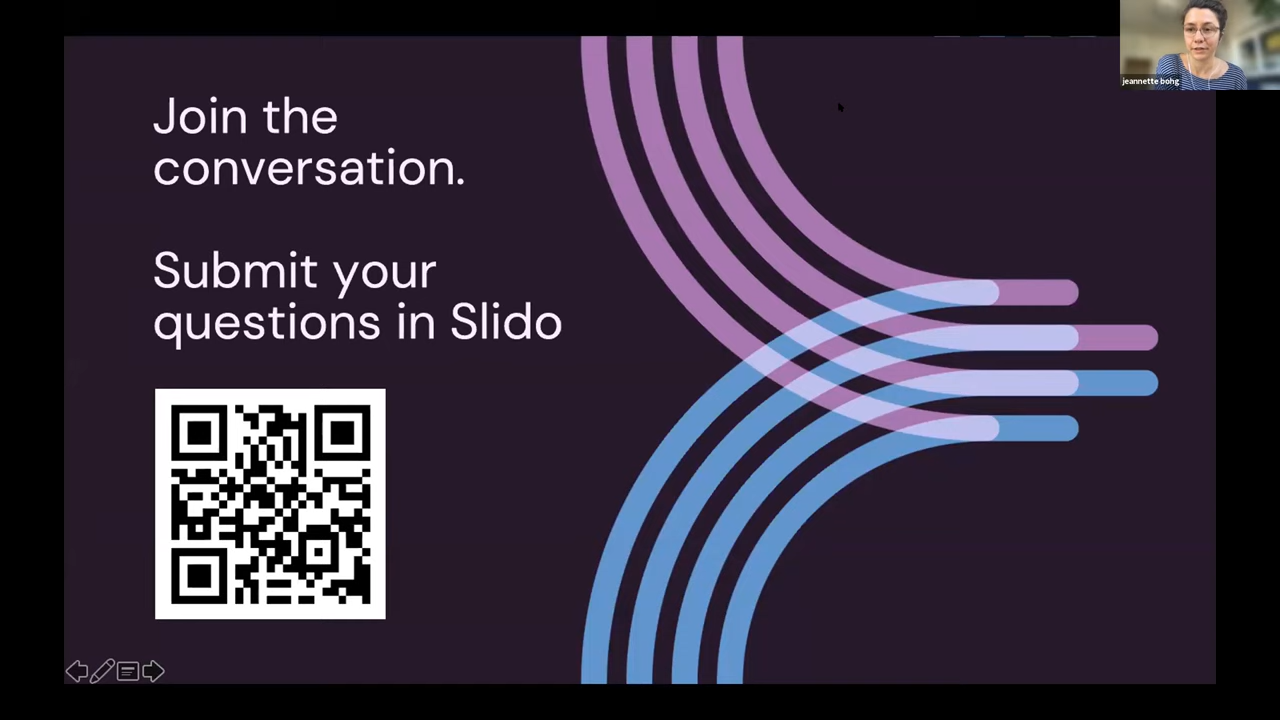 Join the
conversation.
Submit your
questions in Slido
jeannette bohg